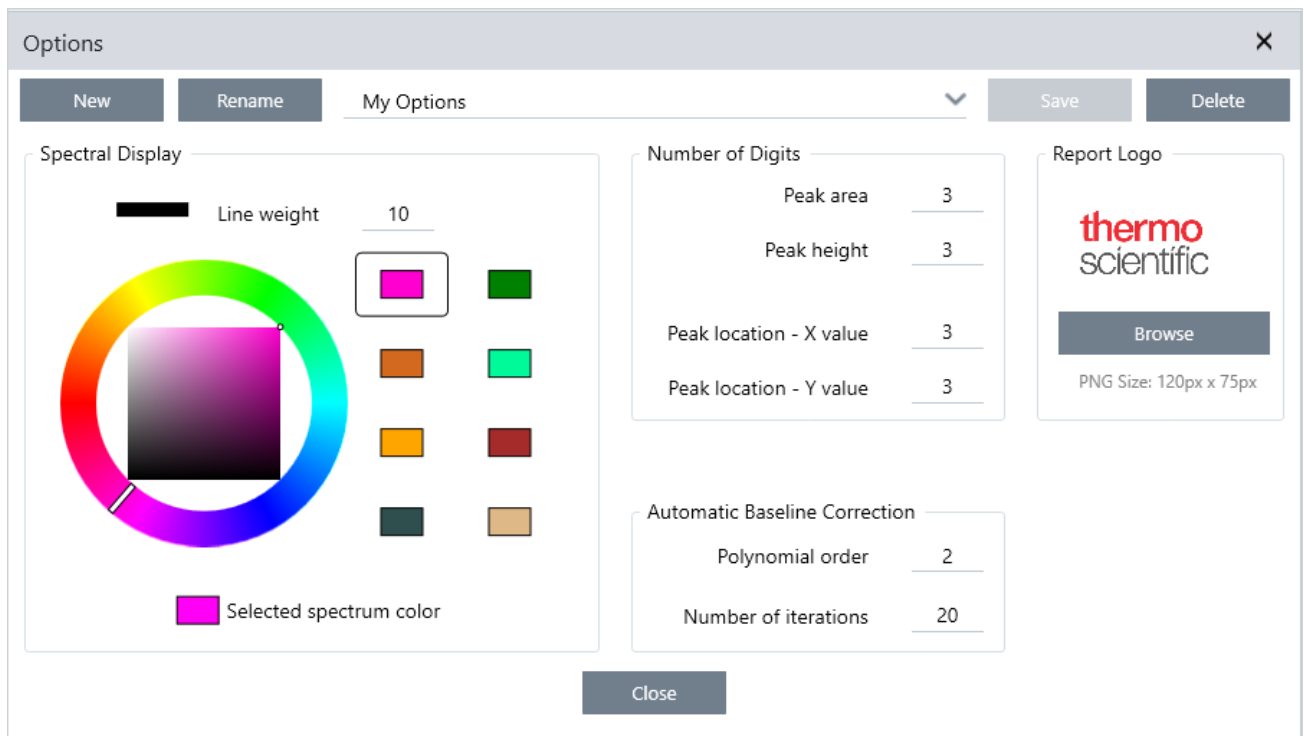 Options
New
Rename
My Options
Save
Delete
Spectral Display
Line weight
10
Selected spectrum color
Number of Digits
Peak area
3
Peak height
3
Peak location - X value
3
Peak location - Y value
3
Automatic Baseline Correction
Polynomial order
2
Number of iterations
20
Report Logo
thermo
scientific
Browse
PNG Size: 120px x 75px
Close